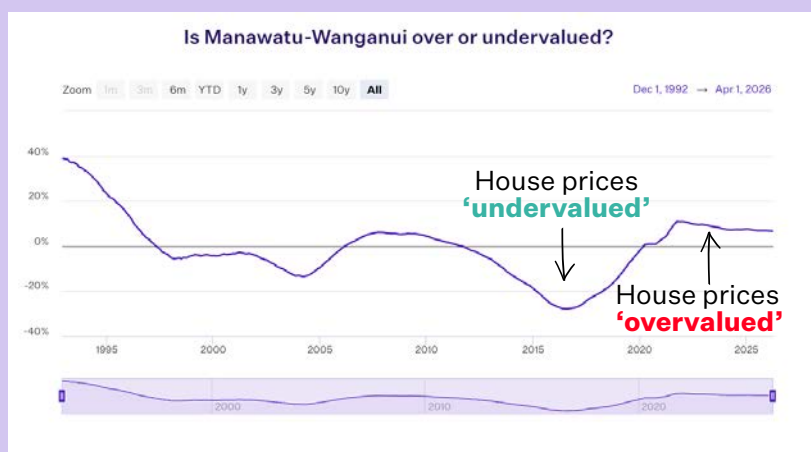 Is Manawatu-Wanganui over or undervalued?
Zoom 1m 3m 6m YTD 1y 3y 5y 10y All
Dec 1, 1992 → Apr 1, 2026
40%
20%
0%
-20%
-40%
House prices
‘undervalued’
House prices
‘overvalued’
1995 2000 2005 2010 2015 2020 2025
2000 2010 2020